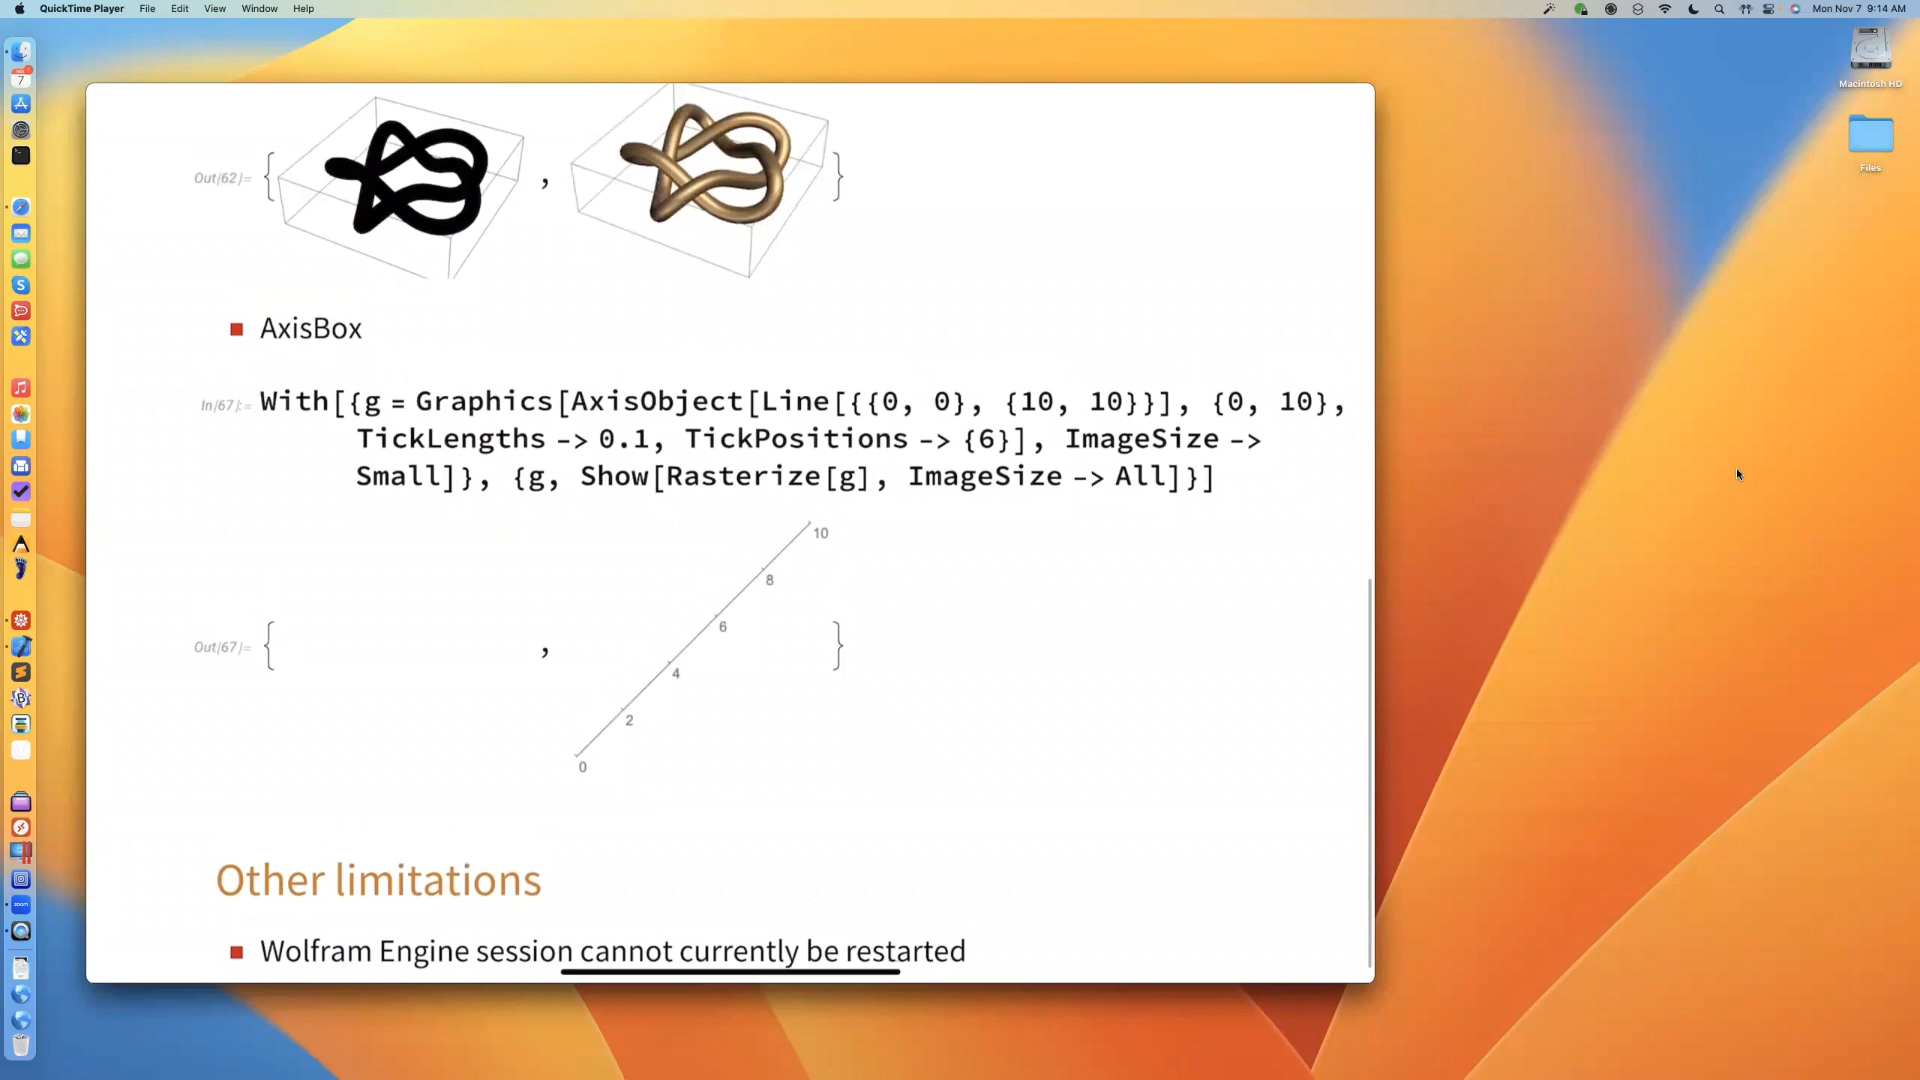 QuickTime Player File Edit View Window Help
Mon Nov 7 9:14 AM
Macintosh HD
Files
Out[62]= { , }
AxisBox
In[67]:= With[{g = Graphics[AxisObject[Line[{{0, 0}, {10, 10}}], {0, 10},
TickLengths -> 0.1, TickPositions -> {6}], ImageSize ->
Small]}, {g, Show[Rasterize[g], ImageSize -> All]}]
10
8
6
Out[67]= { , }
4
2
0
Other limitations
Wolfram Engine session cannot currently be restarted
7
zoom